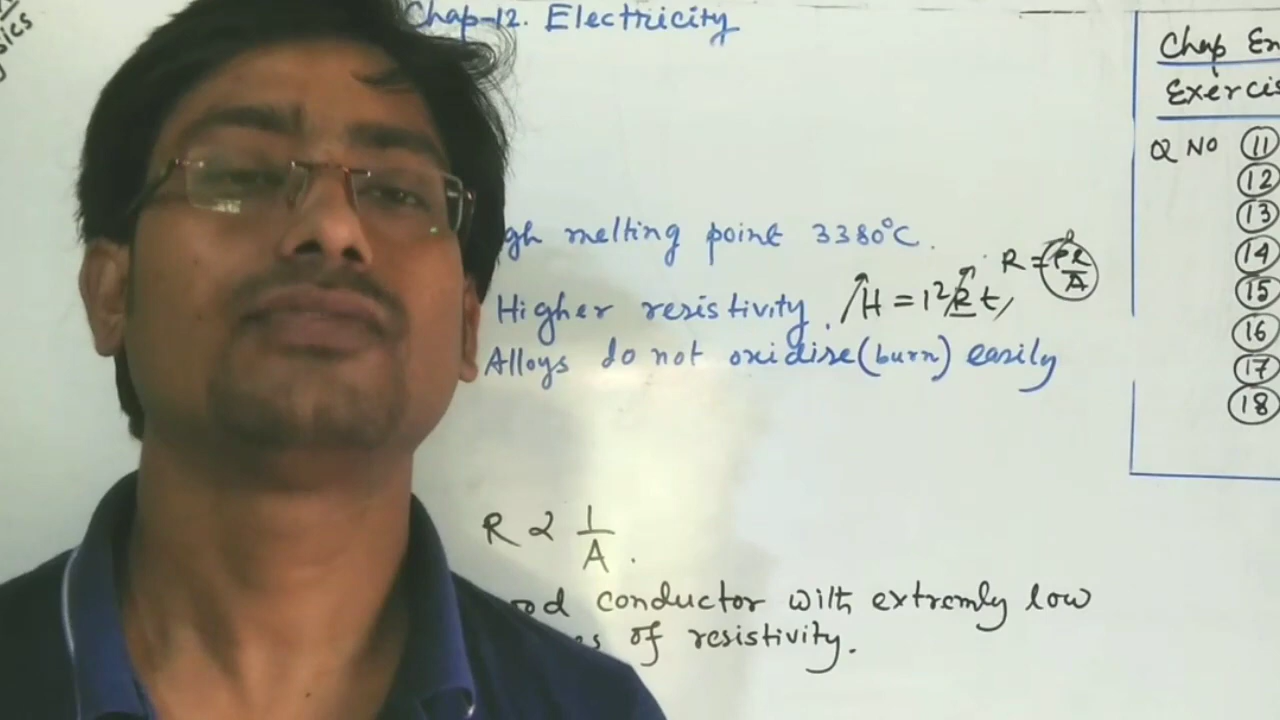 Chap-12. Electricity
melting point 3380°C.
Higher resistivity. ↑H = I²R↑t, R = ρl/A
Alloys do not oxidise (burn) easily
R ∝ 1/A.
conductor with extremly low
of resistivity.
Chap
Exercis
Q NO 11
12
13
14
15
16
17
18